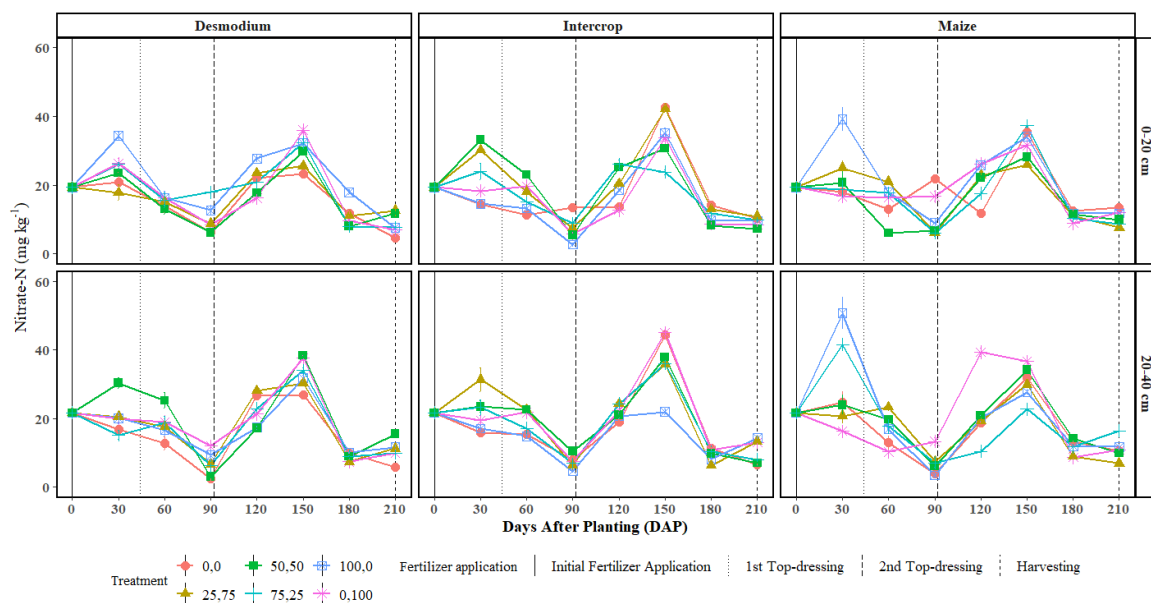 Desmodium Intercrop Maize
60
40
20
0
0-20 cm
60
40
20
0
20-40 cm
Nitrate-N (mg kg⁻¹)
0 30 60 90 120 150 180 210 0 30 60 90 120 150 180 210 0 30 60 90 120 150 180 210
Days After Planting (DAP)
Treatment 0,0 50,50 100,0 Fertilizer application Initial Fertilizer Application 1st Top-dressing 2nd Top-dressing Harvesting
25,75 75,25 0,100